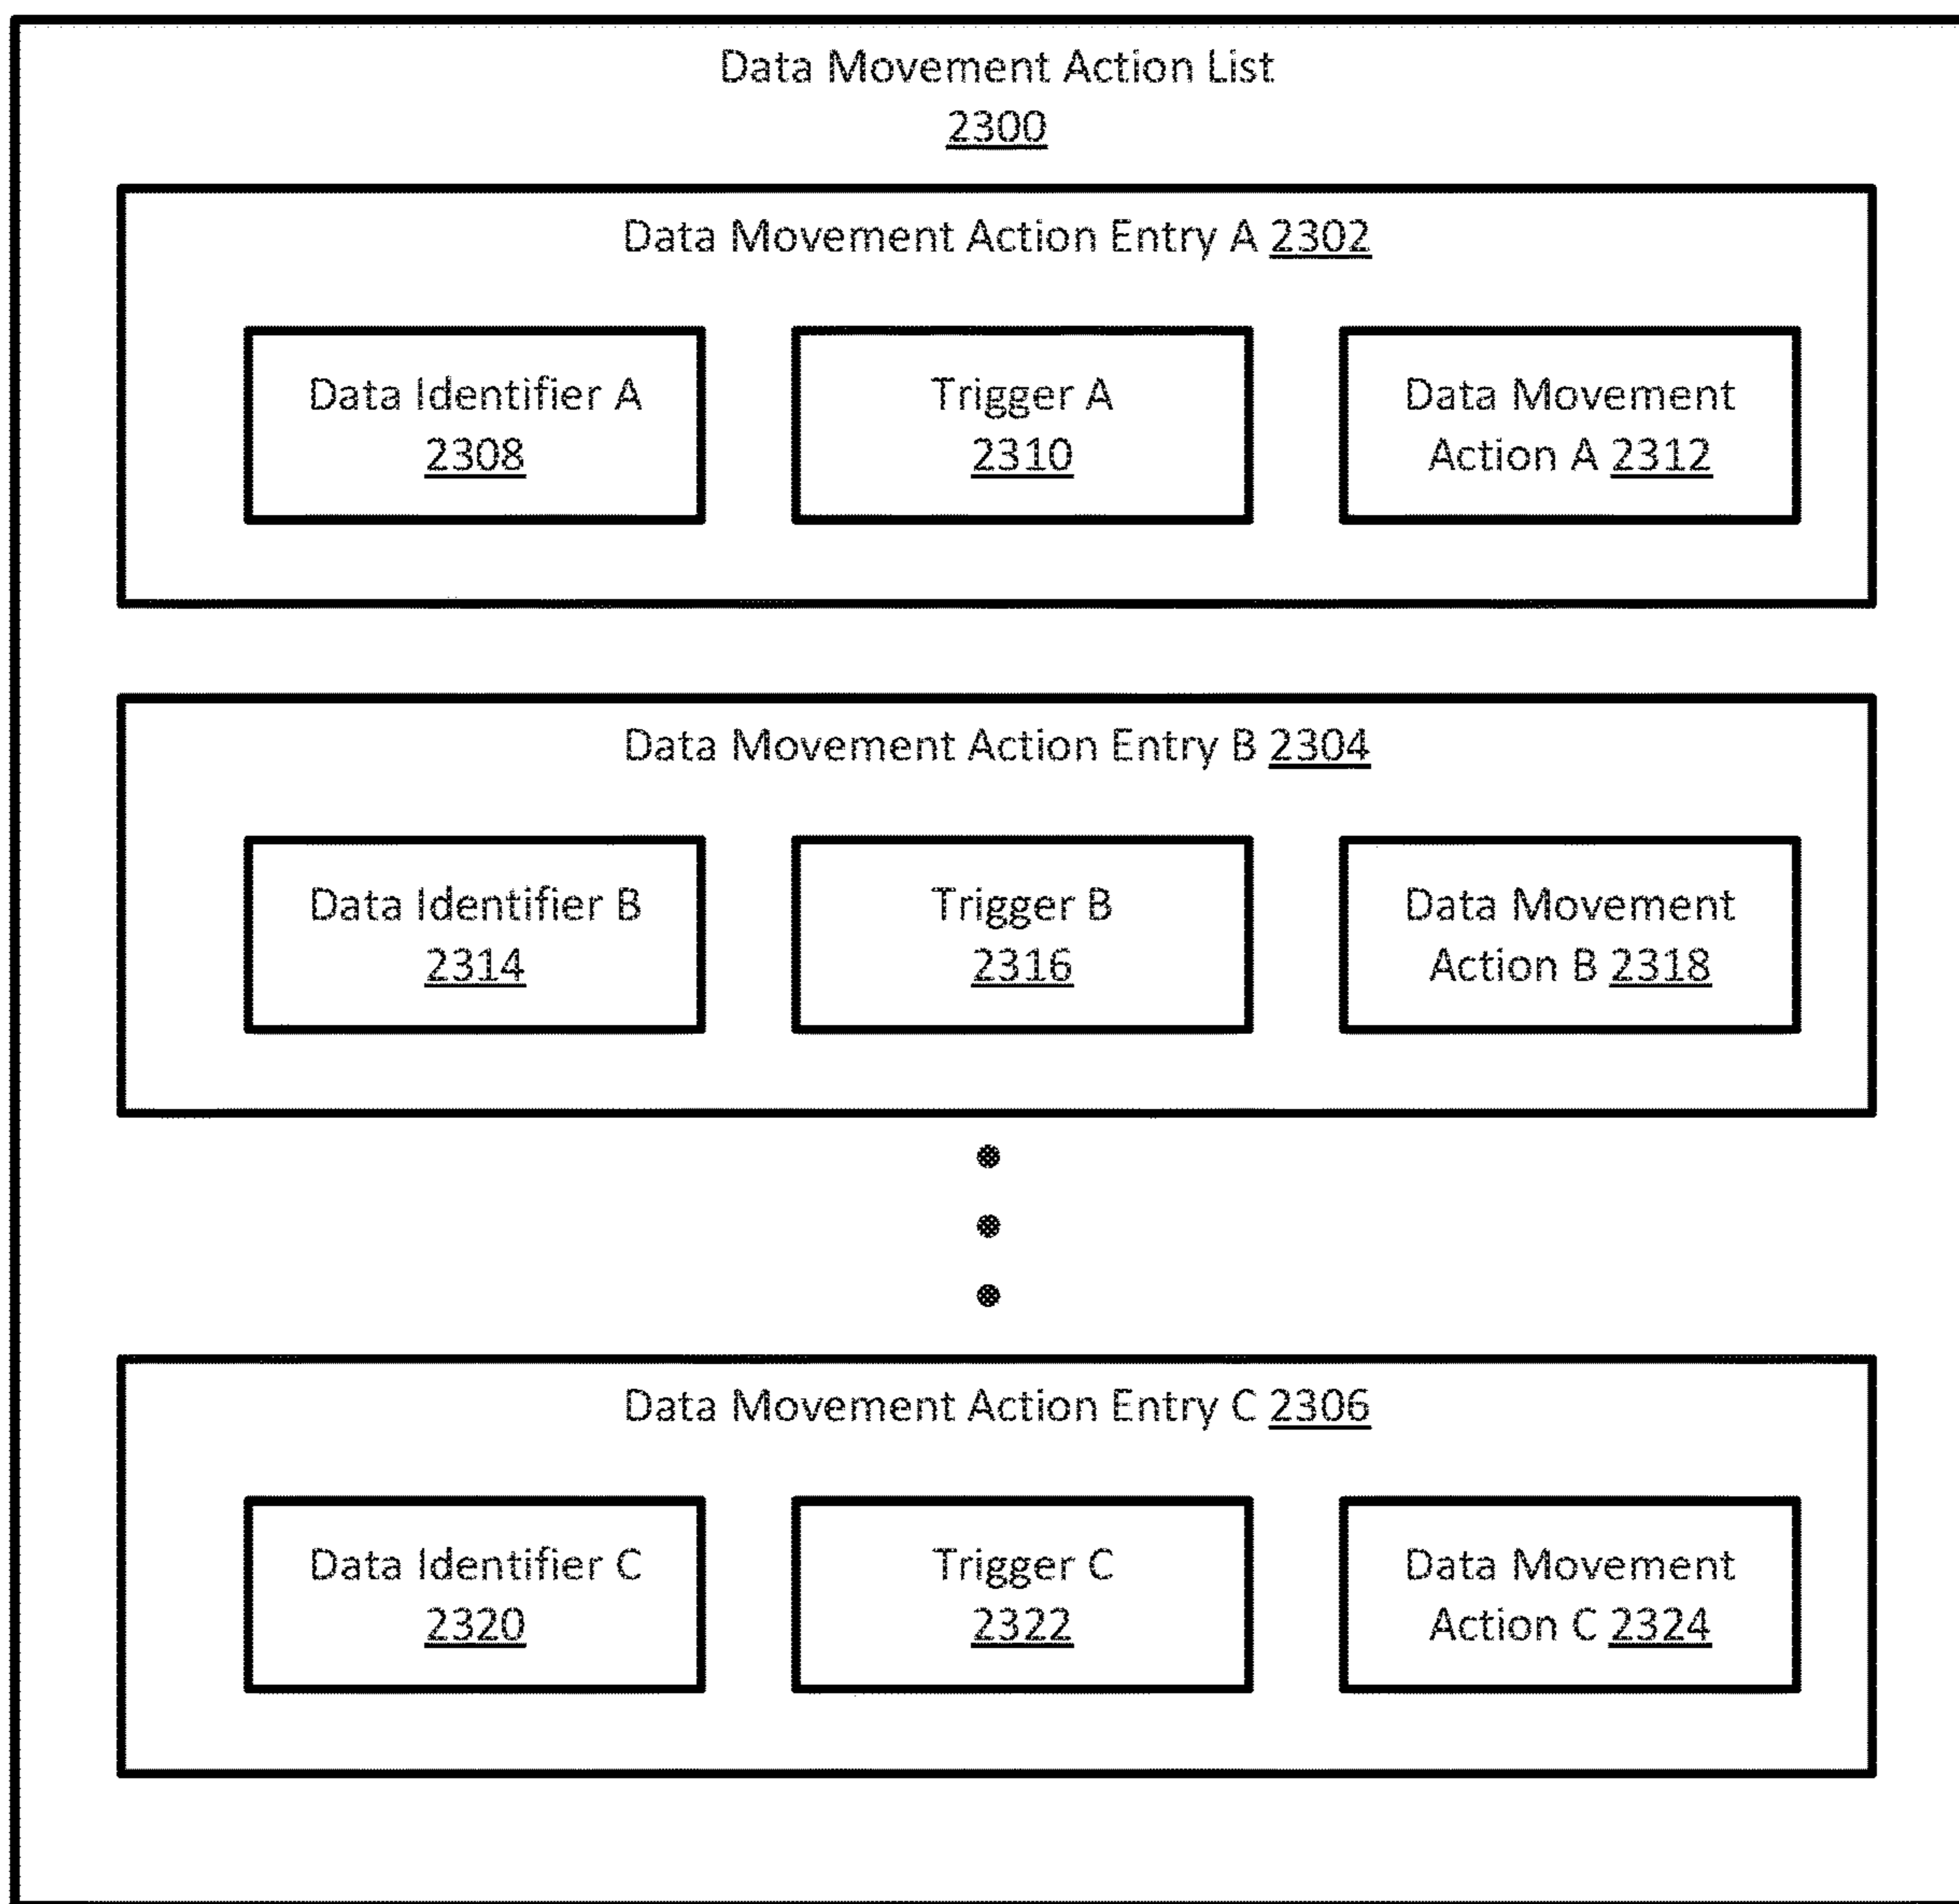 Data Movement Action List
2300
Data Movement Action Entry A 2302
Data Identifier A
2308
Trigger A
2310
Data Movement
Action A 2312
Data Movement Action Entry B 2304
Data Identifier B
2314
Trigger B
2316
Data Movement
Action B 2318
Data Movement Action Entry C 2306
Data Identifier C
2320
Trigger C
2322
Data Movement
Action C 2324